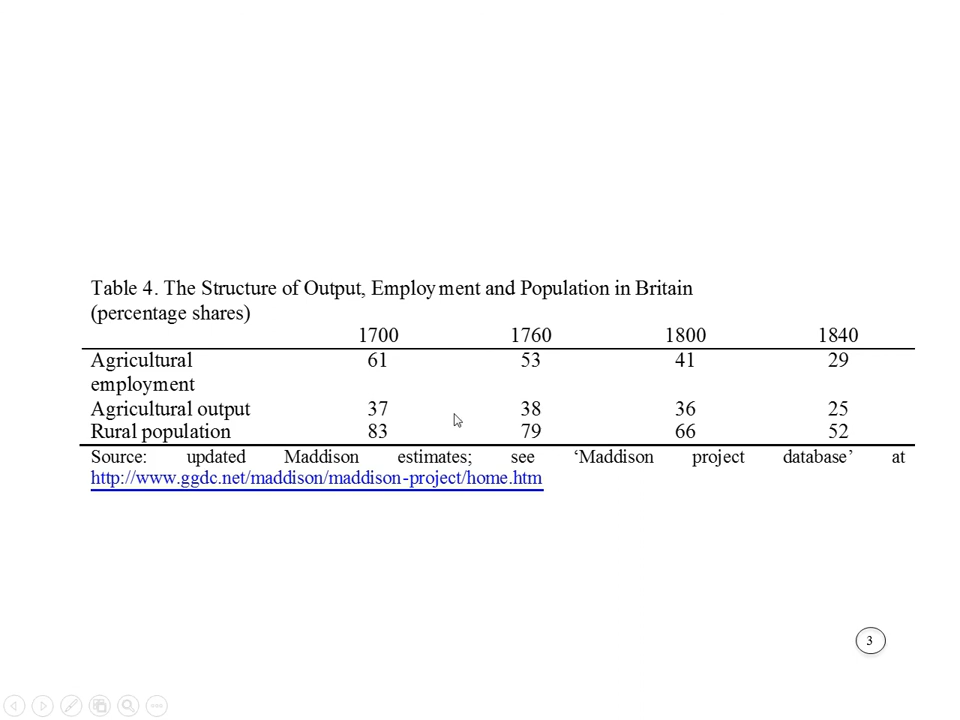 Table 4. The Structure of Output, Employment and Population in Britain
(percentage shares)
1700 1760 1800 1840
Agricultural
employment 61 53 41 29
Agricultural output 37 38 36 25
Rural population 83 79 66 52
Source: updated Maddison estimates; see ‘Maddison project database’ at
http://www.ggdc.net/maddison/maddison-project/home.htm
3